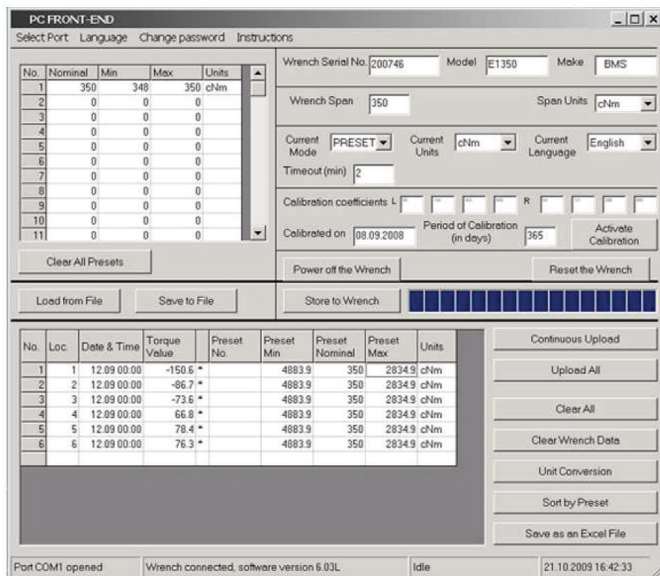 PC FRONT-END
Select Port Language Change password Instructions
No. Nominal Min Max Units
1 350 348 350 cNm
2 0 0 0
3 0 0 0
4 0 0 0
5 0 0 0
6 0 0 0
7 0 0 0
8 0 0 0
9 0 0 0
10 0 0 0
11 0 0 0
Clear All Presets
Wrench Serial No. 200746 Model E1350 Make BMS
Wrench Span 350 Span Units cNm
Current Mode PRESET Current Units cNm Current Language English
Timeout (min) 2
Calibration coefficients L R
Calibrated on 08.09.2008 Period of Calibration (in days) 365 Activate Calibration
Power off the Wrench Reset the Wrench
Load from File Save to File Store to Wrench
No. Loc. Date & Time Torque Value Preset No. Preset Min Preset Nominal Preset Max Units
1 1 12.09 00:00 -150.6 * 4883.9 350 2834.9 cNm
2 2 12.09 00:00 -86.7 * 4883.9 350 2834.9 cNm
3 3 12.09 00:00 -73.6 * 4883.9 350 2834.9 cNm
4 4 12.09 00:00 66.8 * 4883.9 350 2834.9 cNm
5 5 12.09 00:00 78.4 * 4883.9 350 2834.9 cNm
6 6 12.09 00:00 76.3 * 4883.9 350 2834.9 cNm
Continuous Upload
Upload All
Clear All
Clear Wrench Data
Unit Conversion
Sort by Preset
Save as an Excel File
Port COM1 opened Wrench connected, software version 6.03L Idle 21.10.2009 16:42:33